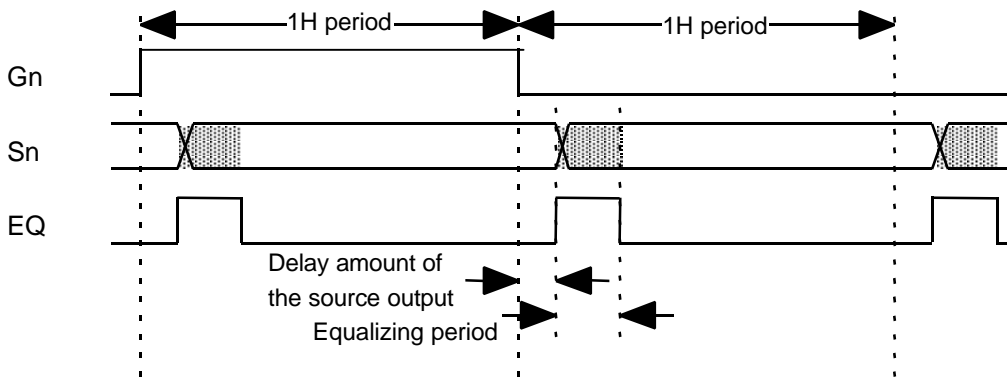 1H period
1H period
Gn
Sn
EQ
Delay amount of
the source output
Equalizing period